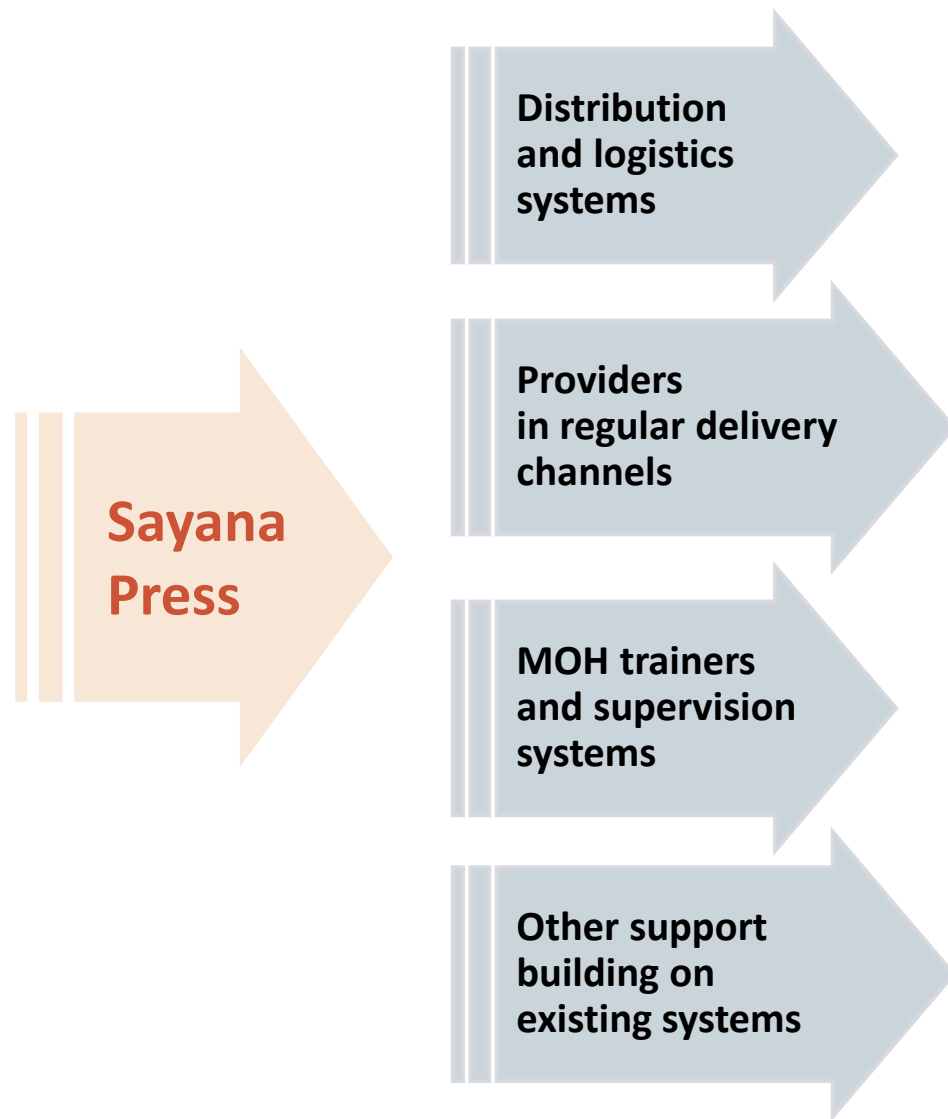 Sayana
Press
Distribution
and logistics
systems
Providers
in regular delivery
channels
MOH trainers
and supervision
systems
Other support
building on
existing systems